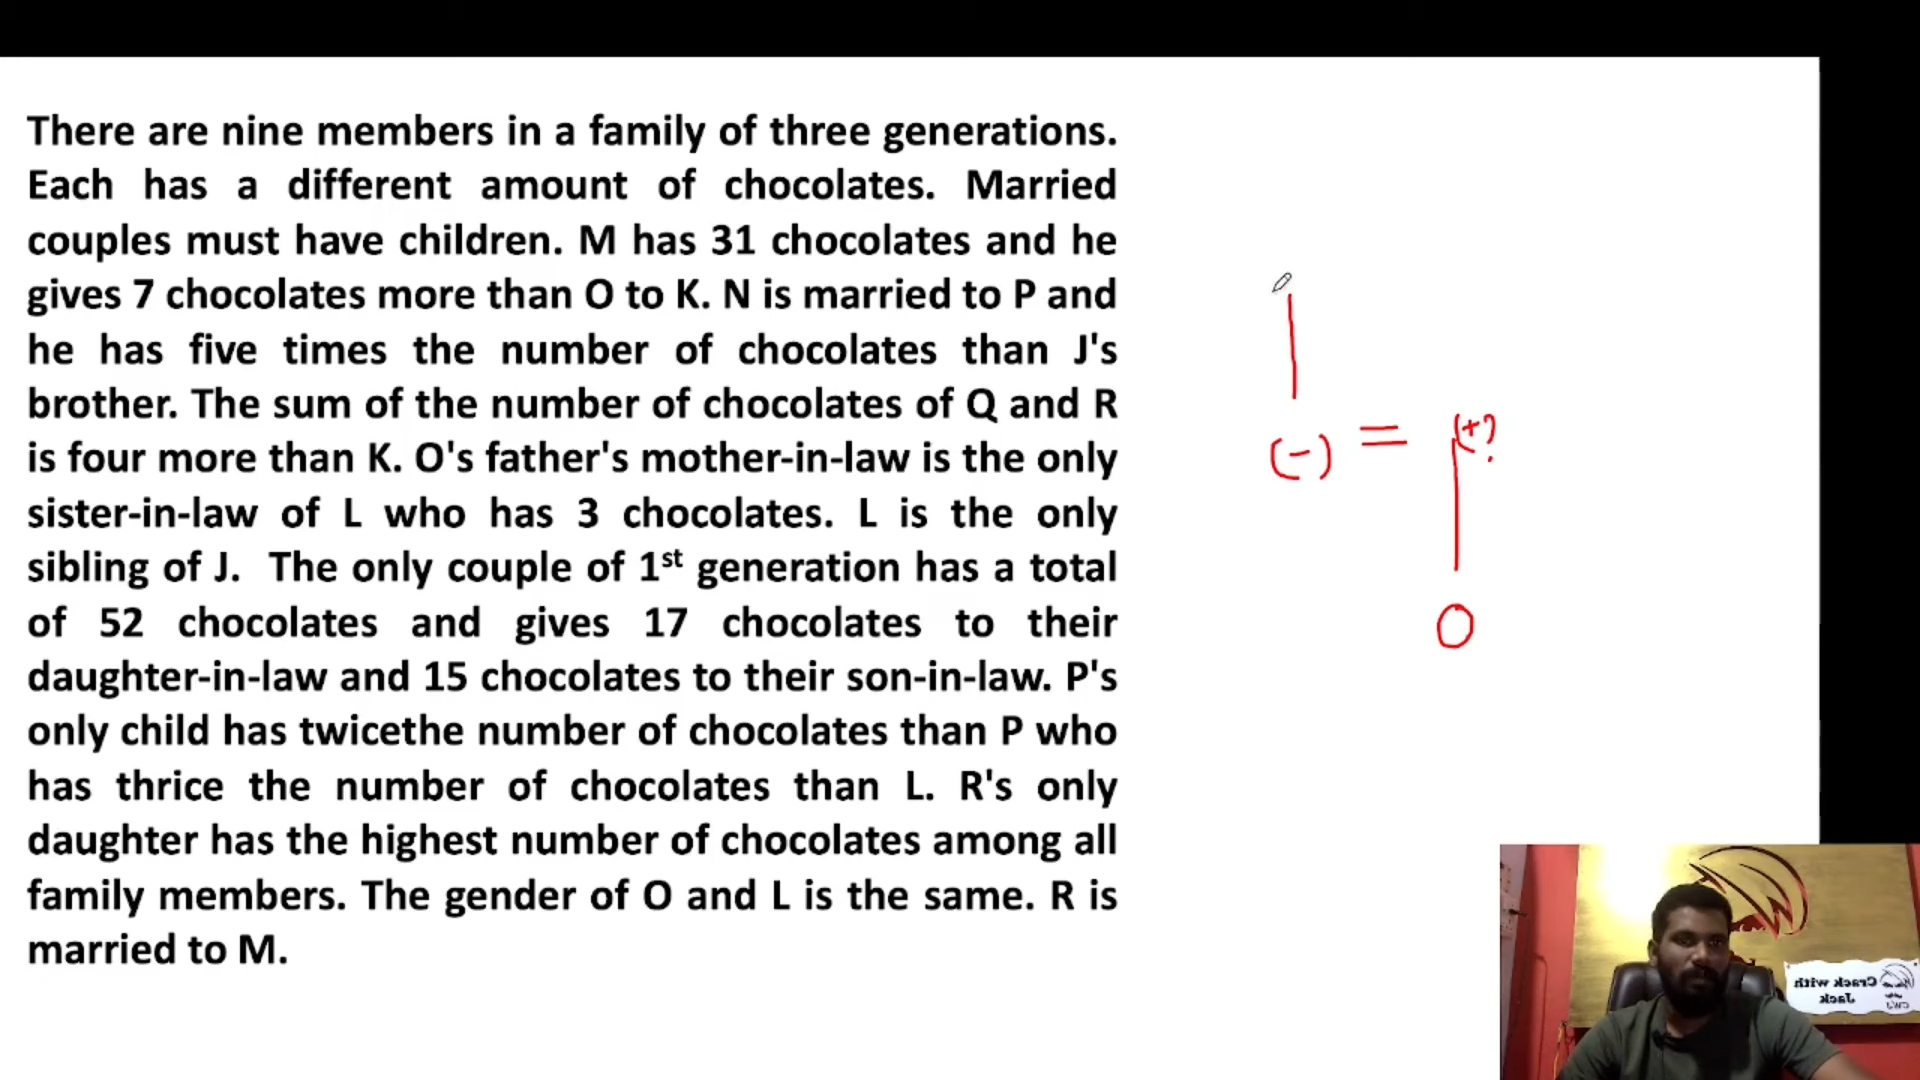 There are nine members in a family of three generations.
Each has a different amount of chocolates. Married
couples must have children. M has 31 chocolates and he
gives 7 chocolates more than O to K. N is married to P and
he has five times the number of chocolates than J's
brother. The sum of the number of chocolates of Q and R
is four more than K. O's father's mother-in-law is the only
sister-in-law of L who has 3 chocolates. L is the only
sibling of J. The only couple of 1st generation has a total
of 52 chocolates and gives 17 chocolates to their
daughter-in-law and 15 chocolates to their son-in-law. P's
only child has twicethe number of chocolates than P who
has thrice the number of chocolates than L. R's only
daughter has the highest number of chocolates among all
family members. The gender of O and L is the same. R is
married to M.
(-) = (+)?
O
Crack with
Jack
CWJ